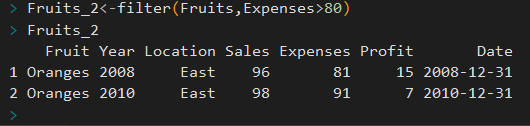 > Fruits_2<-filter(Fruits,Expenses>80)
> Fruits_2
    Fruit Year Location Sales Expenses Profit       Date
1 Oranges 2008     East    96       81     15 2008-12-31
2 Oranges 2010     East    98       91      7 2010-12-31
>